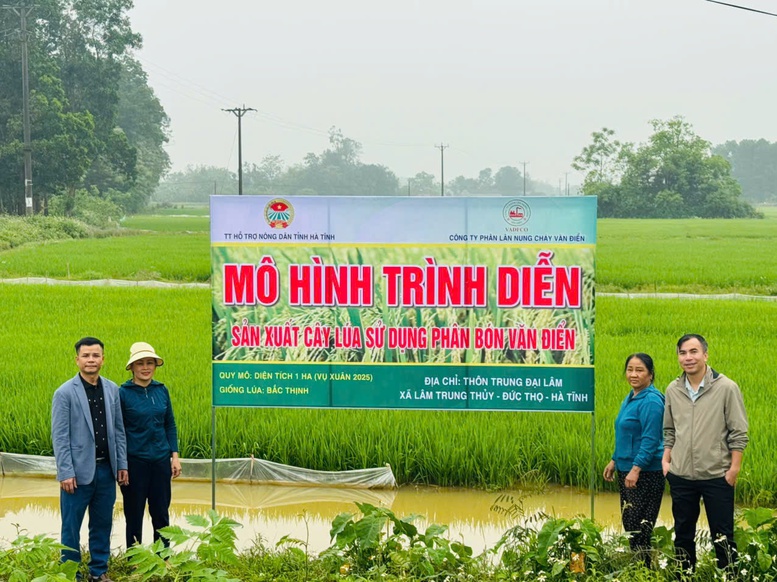 TT HỖ TRỢ NÔNG DÂN TỈNH HÀ TĨNH
VADFCO
CÔNG TY PHÂN LÂN NUNG CHẢY VĂN ĐIỂN
MÔ HÌNH TRÌNH DIỄN
SẢN XUẤT CÂY LÚA SỬ DỤNG PHÂN BÓN VĂN ĐIỂN
QUY MÔ: DIỆN TÍCH 1 HA (VỤ XUÂN 2025)
GIỐNG LÚA: BẮC THỊNH
ĐỊA CHỈ: THÔN TRUNG ĐẠI LÂM
XÃ LÂM TRUNG THỦY - ĐỨC THỌ - HÀ TĨNH